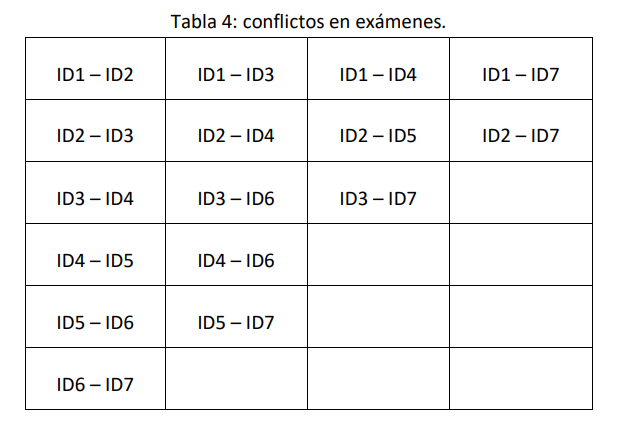 Tabla 4: conflictos en exámenes.
ID1 – ID2 ID1 – ID3 ID1 – ID4 ID1 – ID7
ID2 – ID3 ID2 – ID4 ID2 – ID5 ID2 – ID7
ID3 – ID4 ID3 – ID6 ID3 – ID7
ID4 – ID5 ID4 – ID6
ID5 – ID6 ID5 – ID7
ID6 – ID7